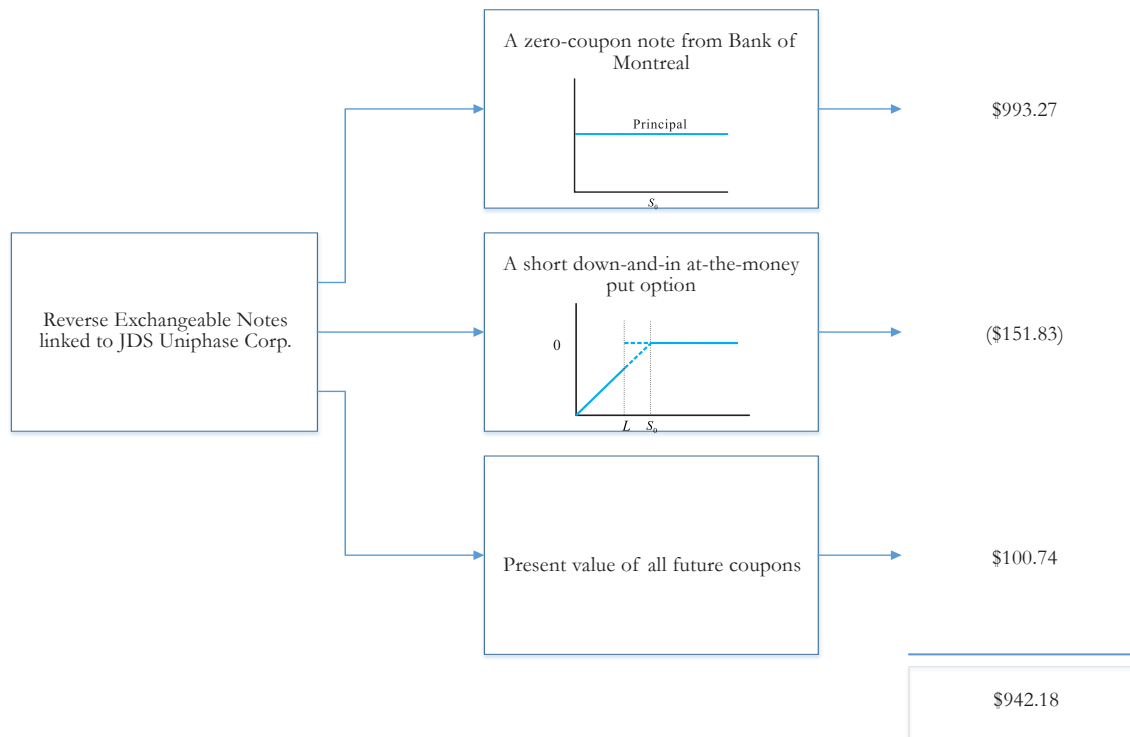 A zero-coupon note from Bank of
Montreal
Principal
S₀
$993.27
Reverse Exchangeable Notes
linked to JDS Uniphase Corp.
A short down-and-in at-the-money
put option
0
L S₀
($151.83)
Present value of all future coupons
$100.74
$942.18